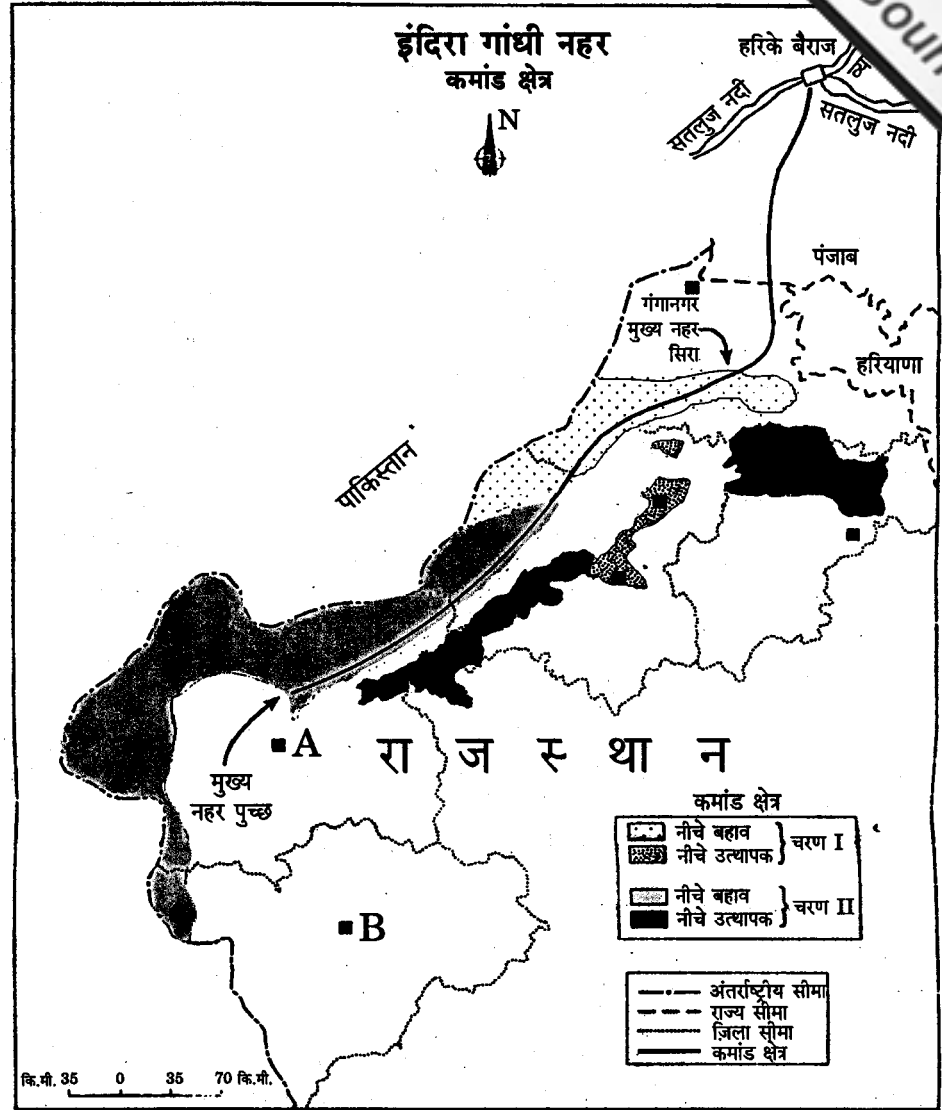 इंदिरा गांधी नहर
कमांड क्षेत्र
N
हरिके बैराज
सतलुज नदी
सतलुज नदी
पंजाब
गंगानगर
मुख्य नहर
सिरा
हरियाणा
पाकिस्तान
A
राजस्थान
मुख्य
नहर पुच्छ
B
कमांड क्षेत्र
नीचे बहाव
नीचे उत्थापक
चरण I
नीचे बहाव
नीचे उत्थापक
चरण II
अंतर्राष्ट्रीय सीमा
राज्य सीमा
ज़िला सीमा
कमांड क्षेत्र
कि.मी. 35 0 35 70 कि.मी.